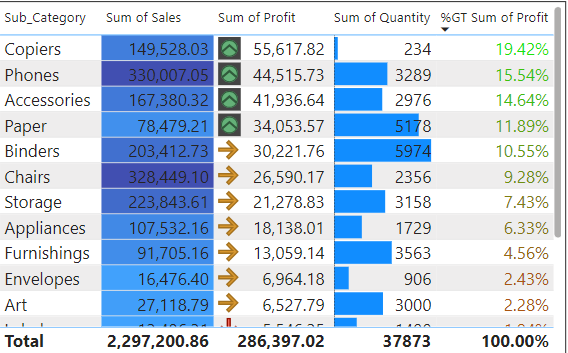 Sub_Category Sum of Sales Sum of Profit Sum of Quantity %GT Sum of Profit
Copiers 149,528.03 55,617.82 234 19.42%
Phones 330,007.05 44,515.73 3289 15.54%
Accessories 167,380.32 41,936.64 2976 14.64%
Paper 78,479.21 34,053.57 5178 11.89%
Binders 203,412.73 30,221.76 5974 10.55%
Chairs 328,449.10 26,590.17 2356 9.28%
Storage 223,843.61 21,278.83 3158 7.43%
Appliances 107,532.16 18,138.01 1729 6.33%
Furnishings 91,705.16 13,059.14 3563 4.56%
Envelopes 16,476.40 6,964.18 906 2.43%
Art 27,118.79 6,527.79 3000 2.28%
Total 2,297,200.86 286,397.02 37873 100.00%